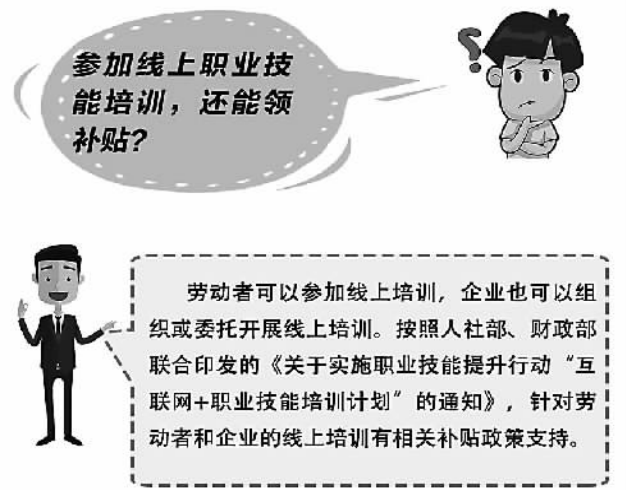 参加线上职业技
能培训，还能领
补贴？
?
劳动者可以参加线上培训，企业也可以组
织或委托开展线上培训。按照人社部、财政部
联合印发的《关于实施职业技能提升行动“互
联网+职业技能培训计划”的通知》，针对劳
动者和企业的线上培训有相关补贴政策支持。